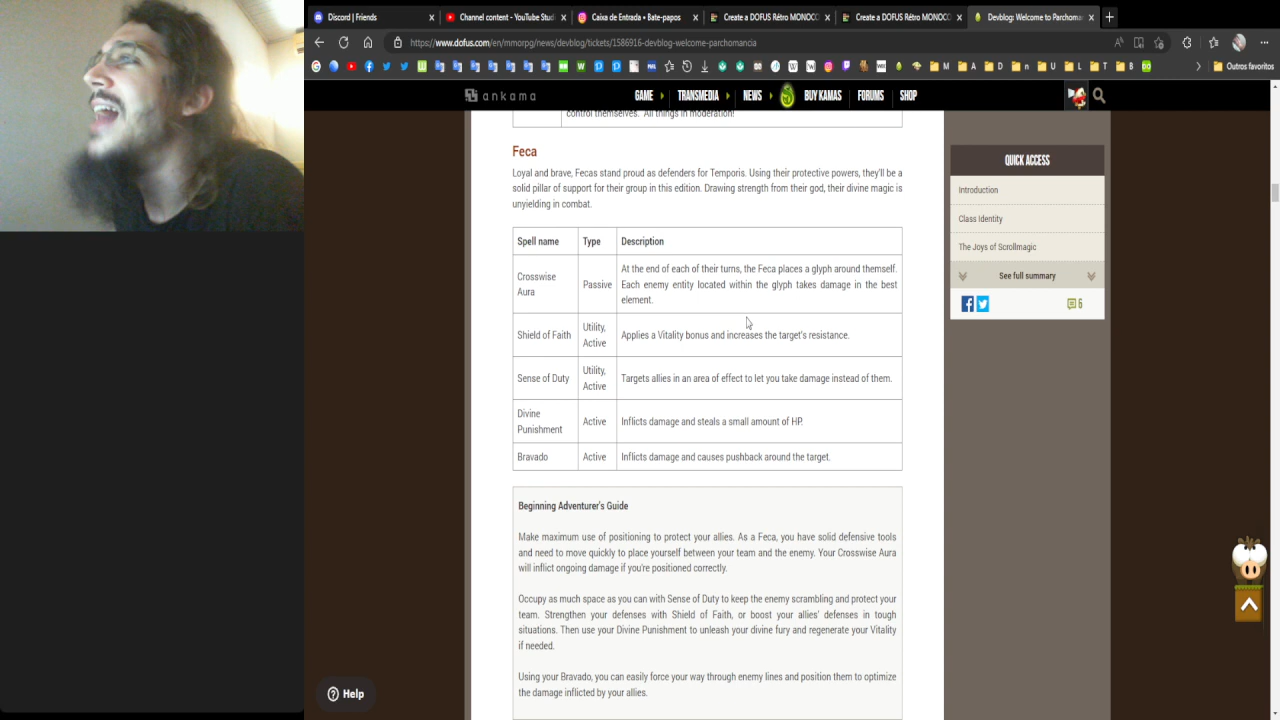 Discord | Friends
Channel content - YouTube Stud
Caixa de Entrada • Bate-papos
Create a DOFUS Rétro MONOCO
Create a DOFUS Rétro MONOCO
Devblog: Welcome to Parchoma
https://www.dofus.com/en/mmorpg/news/devblog/tickets/1586916-devblog-welcome-parchomancia
M
A
D
n
U
L
T
B
Outros favoritos
ankama
GAME
TRANSMEDIA
NEWS
BUY KAMAS
FORUMS
SHOP
control themselves. All things in moderation!
Feca
Loyal and brave, Fecas stand proud as defenders for Temporis. Using their protective powers, they'll be a
solid pillar of support for their group in this edition. Drawing strength from their god, their divine magic is
unyielding in combat.
Spell name Type Description
Crosswise
Aura
Passive
At the end of each of their turns, the Feca places a glyph around themself.
Each enemy entity located within the glyph takes damage in the best
element.
Shield of Faith
Utility,
Active
Applies a Vitality bonus and increases the target's resistance.
Sense of Duty
Utility,
Active
Targets allies in an area of effect to let you take damage instead of them.
Divine
Punishment
Active
Inflicts damage and steals a small amount of HP.
Bravado Active Inflicts damage and causes pushback around the target.
Beginning Adventurer's Guide
Make maximum use of positioning to protect your allies. As a Feca, you have solid defensive tools
and need to move quickly to place yourself between your team and the enemy. Your Crosswise Aura
will inflict ongoing damage if you're positioned correctly.
Occupy as much space as you can with Sense of Duty to keep the enemy scrambling and protect your
team. Strengthen your defenses with Shield of Faith, or boost your allies' defenses in tough
situations. Then use your Divine Punishment to unleash your divine fury and regenerate your Vitality
if needed.
Using your Bravado, you can easily force your way through enemy lines and position them to optimize
the damage inflicted by your allies.
QUICK ACCESS
Introduction
Class Identity
The Joys of Scrollmagic
See full summary
6
Help